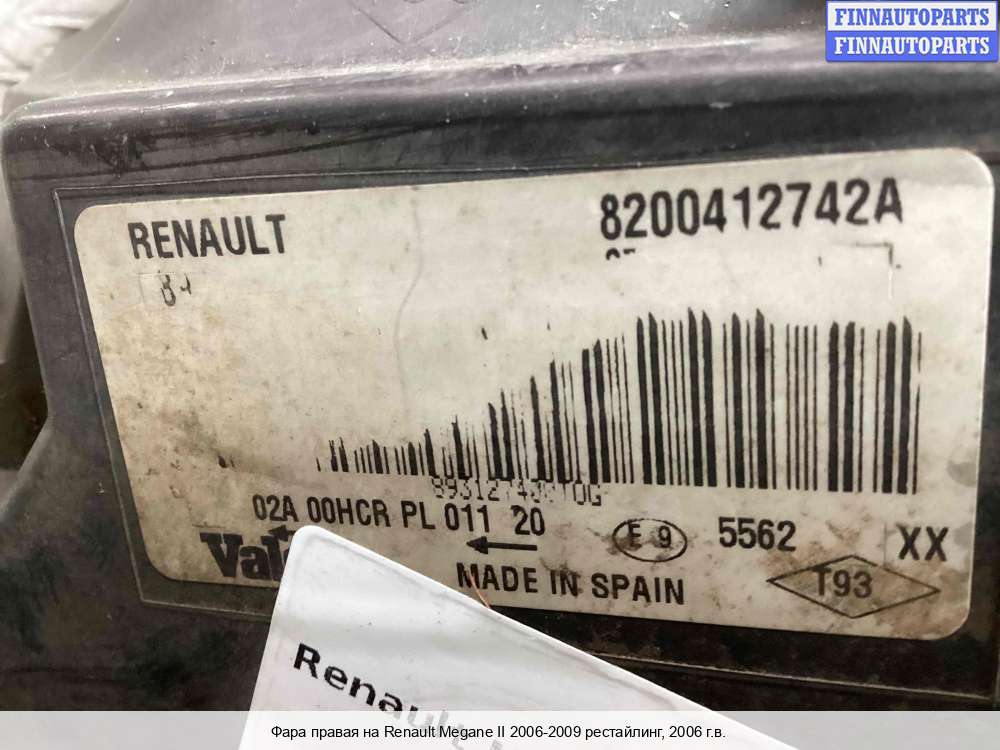 FINNAUTOPARTS
FINNAUTOPARTS
RENAULT
8200412742A
02A 00HCR PL 011 20
E 9
5562
XX
MADE IN SPAIN
T93
Renault
Фара правая на Renault Megane II 2006-2009 рестайлинг, 2006 г.в.